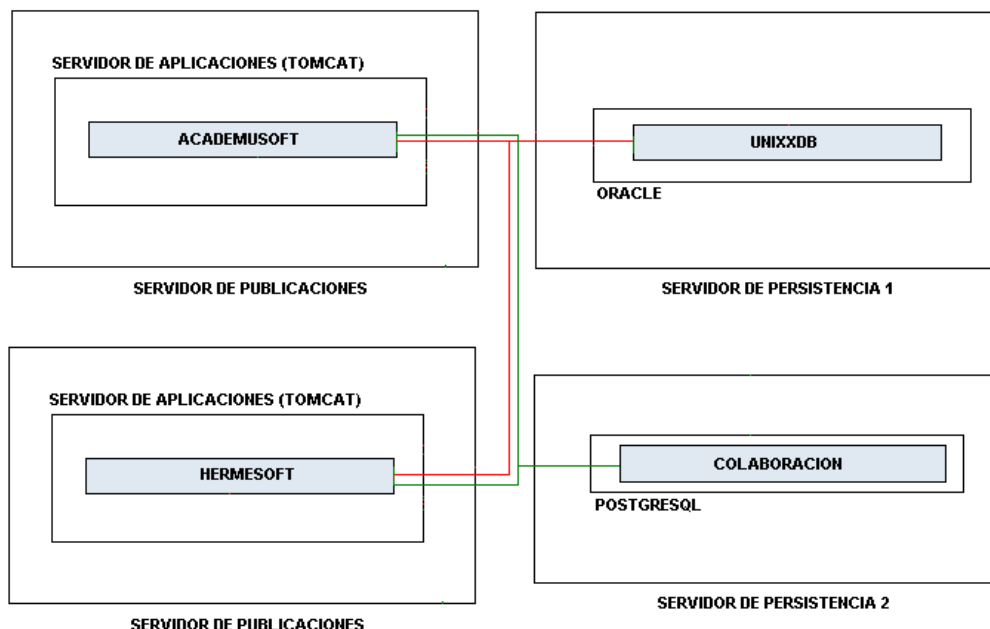 SERVIDOR DE APLICACIONES (TOMCAT)
ACADEMUSOFT
SERVIDOR DE PUBLICACIONES
UNIXXDB
ORACLE
SERVIDOR DE PERSISTENCIA 1
SERVIDOR DE APLICACIONES (TOMCAT)
HERMESOFT
SERVIDOR DE PUBLICACIONES
COLABORACION
POSTGRESQL
SERVIDOR DE PERSISTENCIA 2